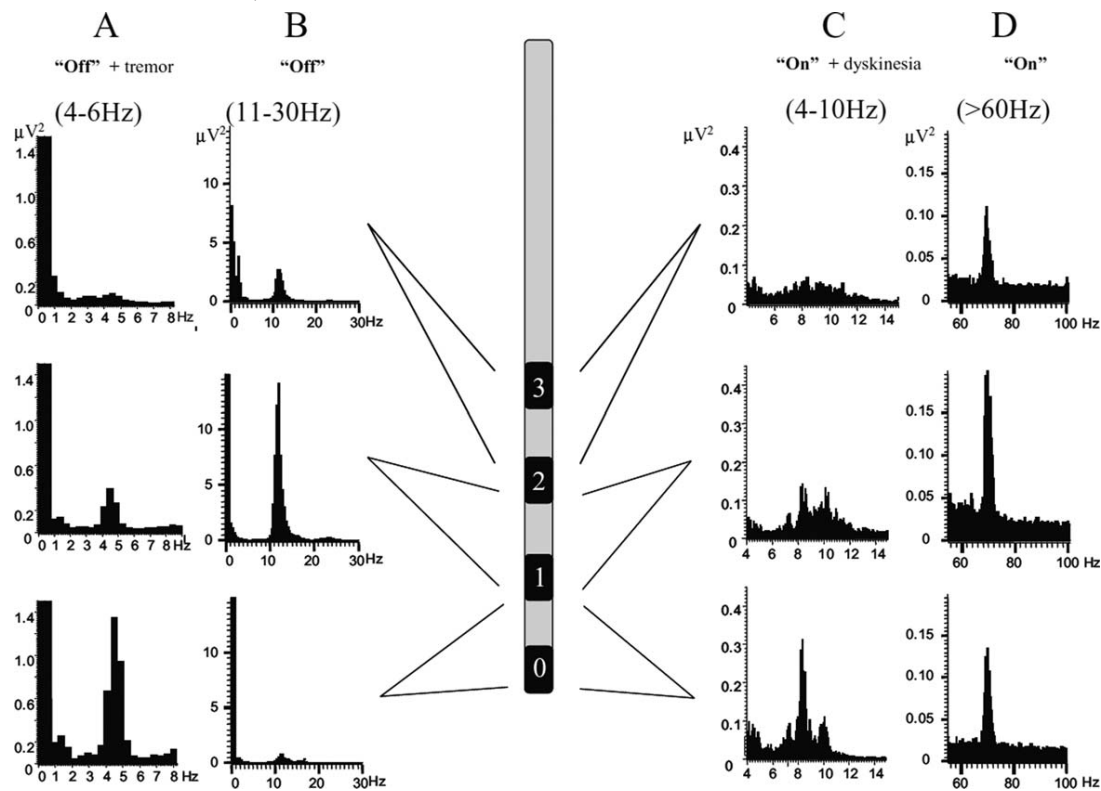 A
B
C
D
“Off” + tremor
“Off”
“On” + dyskinesia
“On”
(4-6Hz)
(11-30Hz)
(4-10Hz)
(>60Hz)
μV²
1.4
1.0
0.6
0.2
0 1 2 3 4 5 6 7 8 Hz
μV²
10
5
0
0 10 20 30Hz
μV²
0.4
0.3
0.2
0.1
0
4 6 8 10 12 14
μV²
0.15
0.10
0.05
0
60 80 100 Hz
1.4
1.0
0.6
0.2
0 1 2 3 4 5 6 7 8 Hz
10
5
0
0 10 20 30Hz
0.4
0.3
0.2
0.1
0
4 6 8 10 12 14
0.15
0.10
0.05
0
60 80 100 Hz
1.4
1.0
0.6
0.2
0 1 2 3 4 5 6 7 8 Hz
10
5
0
0 10 20 30Hz
0.4
0.3
0.2
0.1
0
4 6 8 10 12 14
0.15
0.10
0.05
0
60 80 100 Hz
3
2
1
0